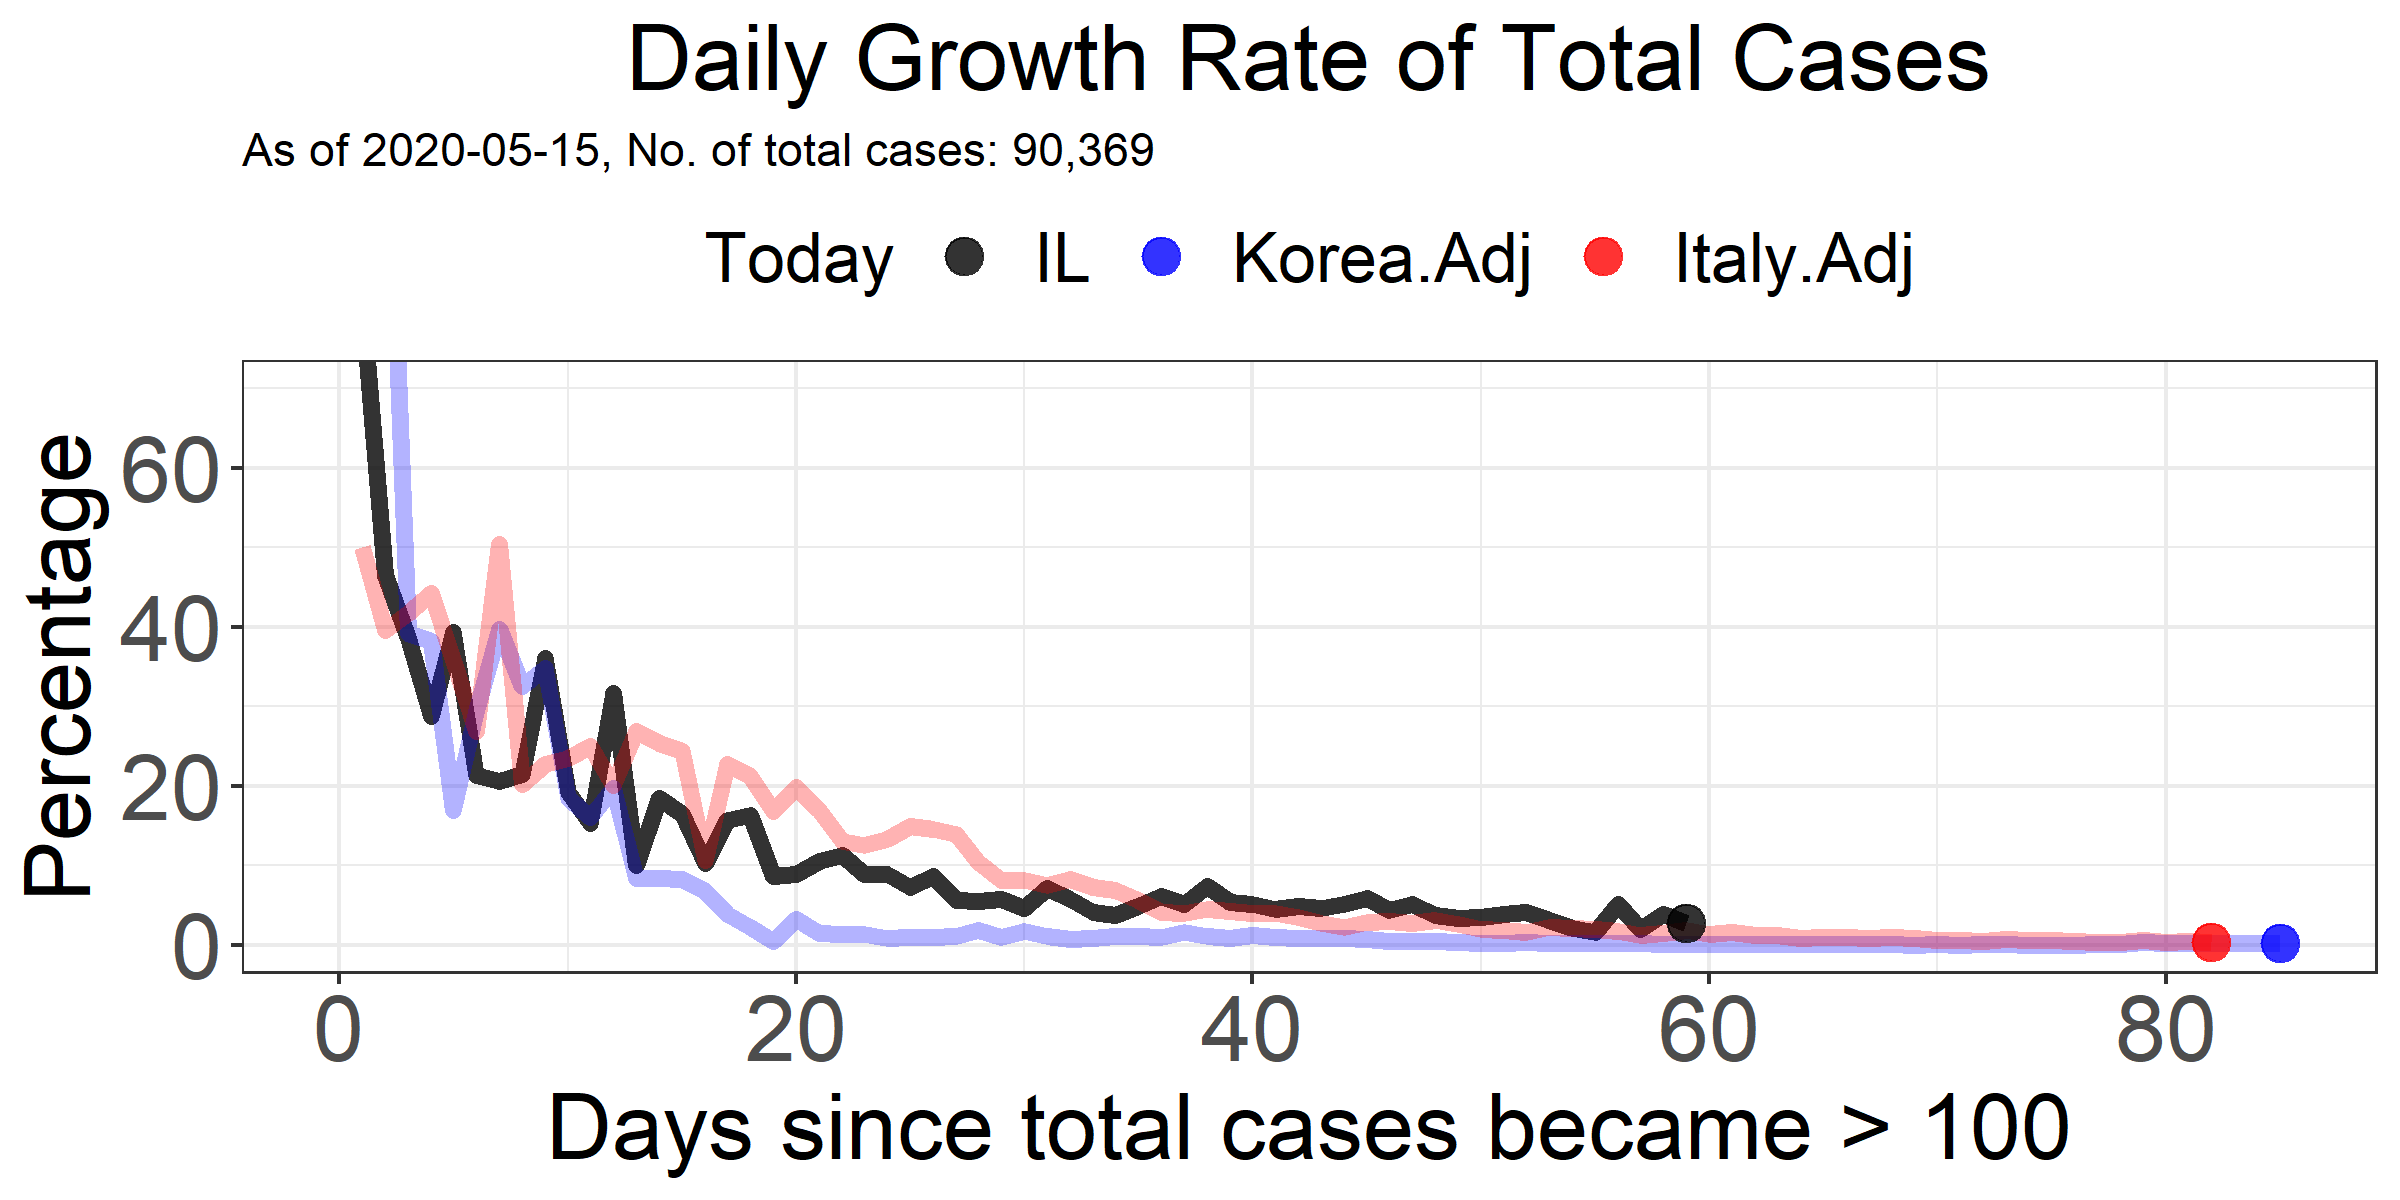 Daily Growth Rate of Total Cases
As of 2020-05-15, No. of total cases: 90,369
Today IL Korea.Adj Italy.Adj
Percentage
60
40
20
0
0 20 40 60 80
Days since total cases became > 100